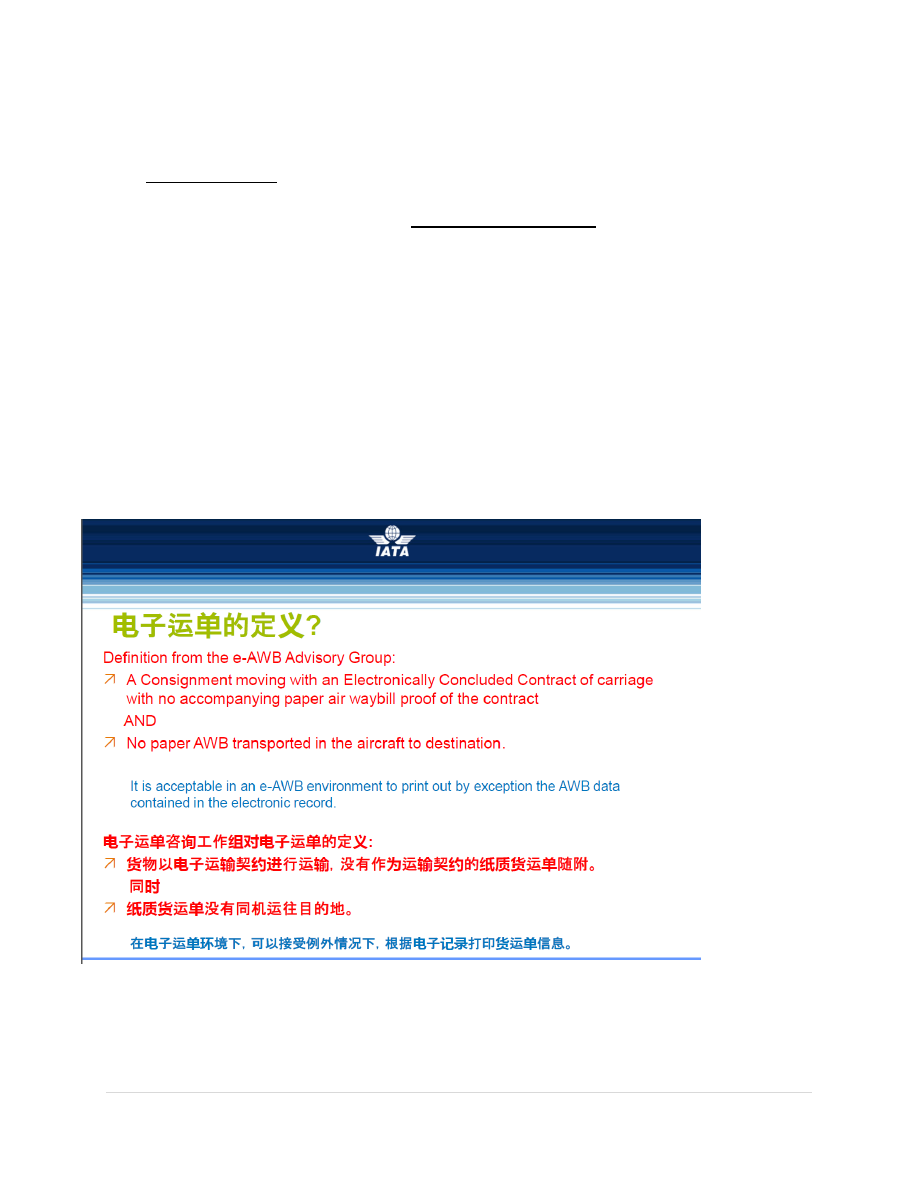 IATA
电子运单的定义?
Definition from the e-AWB Advisory Group:
A Consignment moving with an Electronically Concluded Contract of carriage
with no accompanying paper air waybill proof of the contract
AND
No paper AWB transported in the aircraft to destination.
It is acceptable in an e-AWB environment to print out by exception the AWB data
contained in the electronic record.
电子运单咨询工作组对电子运单的定义:
货物以电子运输契约进行运输, 没有作为运输契约的纸质货运单随附。
同时
纸质货运单没有同机运往目的地。
在电子运单环境下, 可以接受例外情况下, 根据电子记录打印货运单信息。